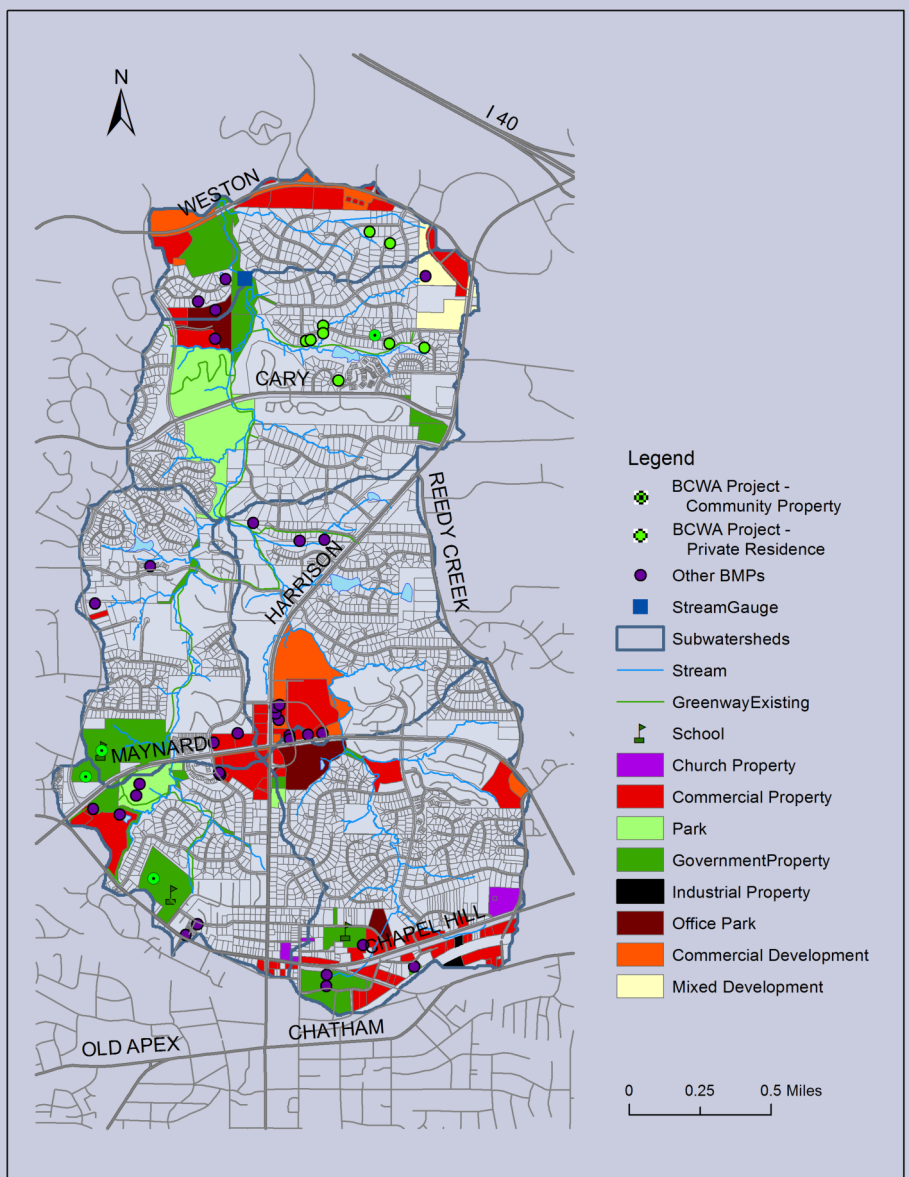 N
I 40
WESTON
CARY
REEDY CREEK
HARRISON
MAYNARD
CHAPEL HILL
CHATHAM
OLD APEX
Legend
BCWA Project -
Community Property
BCWA Project -
Private Residence
Other BMPs
StreamGauge
Subwatersheds
Stream
GreenwayExisting
School
Church Property
Commercial Property
Park
GovernmentProperty
Industrial Property
Office Park
Commercial Development
Mixed Development
0 0.25 0.5 Miles